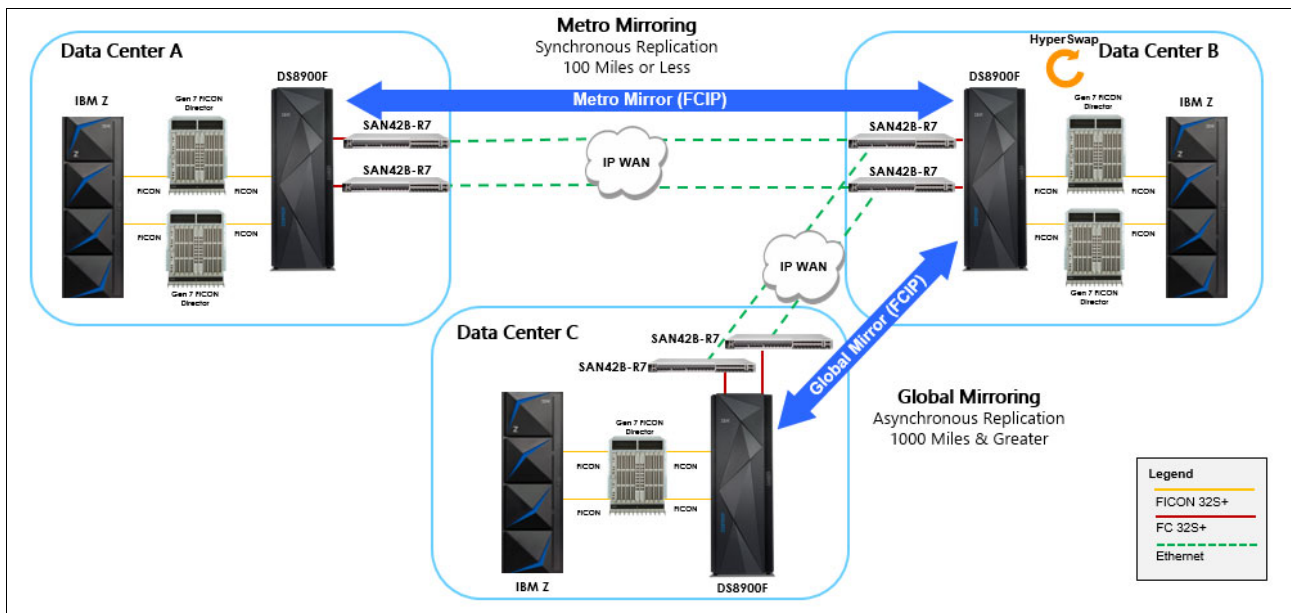 Metro Mirroring
Synchronous Replication
100 Miles or Less
Data Center A
DS8900F
IBM Z
Gen 7 FICON
Director
FICON
FICON
FICON
FICON
Gen 7 FICON
Director
SAN42B-R7
SAN42B-R7
Metro Mirror (FCIP)
IP WAN
HyperSwap
Data Center B
DS8900F
Gen 7 FICON
Director
IBM Z
SAN42B-R7
SAN42B-R7
FICON
FICON
FICON
FICON
Gen 7 FICON
Director
IP WAN
Global Mirror (FCIP)
Data Center C
SAN42B-R7
SAN42B-R7
Gen 7 FICON
Director
FICON
FICON
FICON
FICON
IBM Z
DS8900F
Global Mirroring
Asynchronous Replication
1000 Miles & Greater
Legend
FICON 32S+
FC 32S+
Ethernet